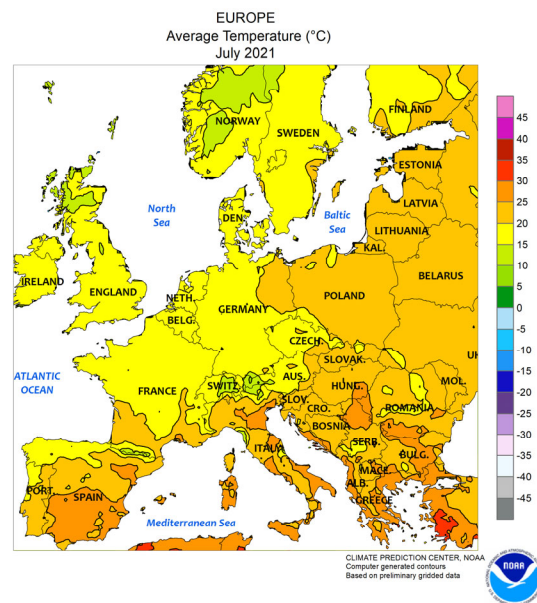 EUROPE
Average Temperature (°C)
July 2021
FINLAND
NORWAY
SWEDEN
ESTONIA
North
Sea
LATVIA
DEN.
Baltic
Sea
LITHUANIA
KAL.
IRELAND
ENGLAND
BELARUS
NETH.
POLAND
GERMANY
BELG.
CZECH.
UK
SLOVAK.
ATLANTIC
OCEAN
AUS.
MOL.
FRANCE
SWITZ.
HUNG.
SLOV.
CRO.
ROMANIA
BOSNIA
SERB.
ITALY
BULG.
PORT.
SPAIN
MACE.
ALB.
GREECE
Mediterranean Sea
45
40
35
30
25
20
15
10
5
0
-5
-10
-15
-20
-25
-30
-35
-40
-45
CLIMATE PREDICTION CENTER, NOAA
Computer generated contours
Based on preliminary gridded data
NOAA